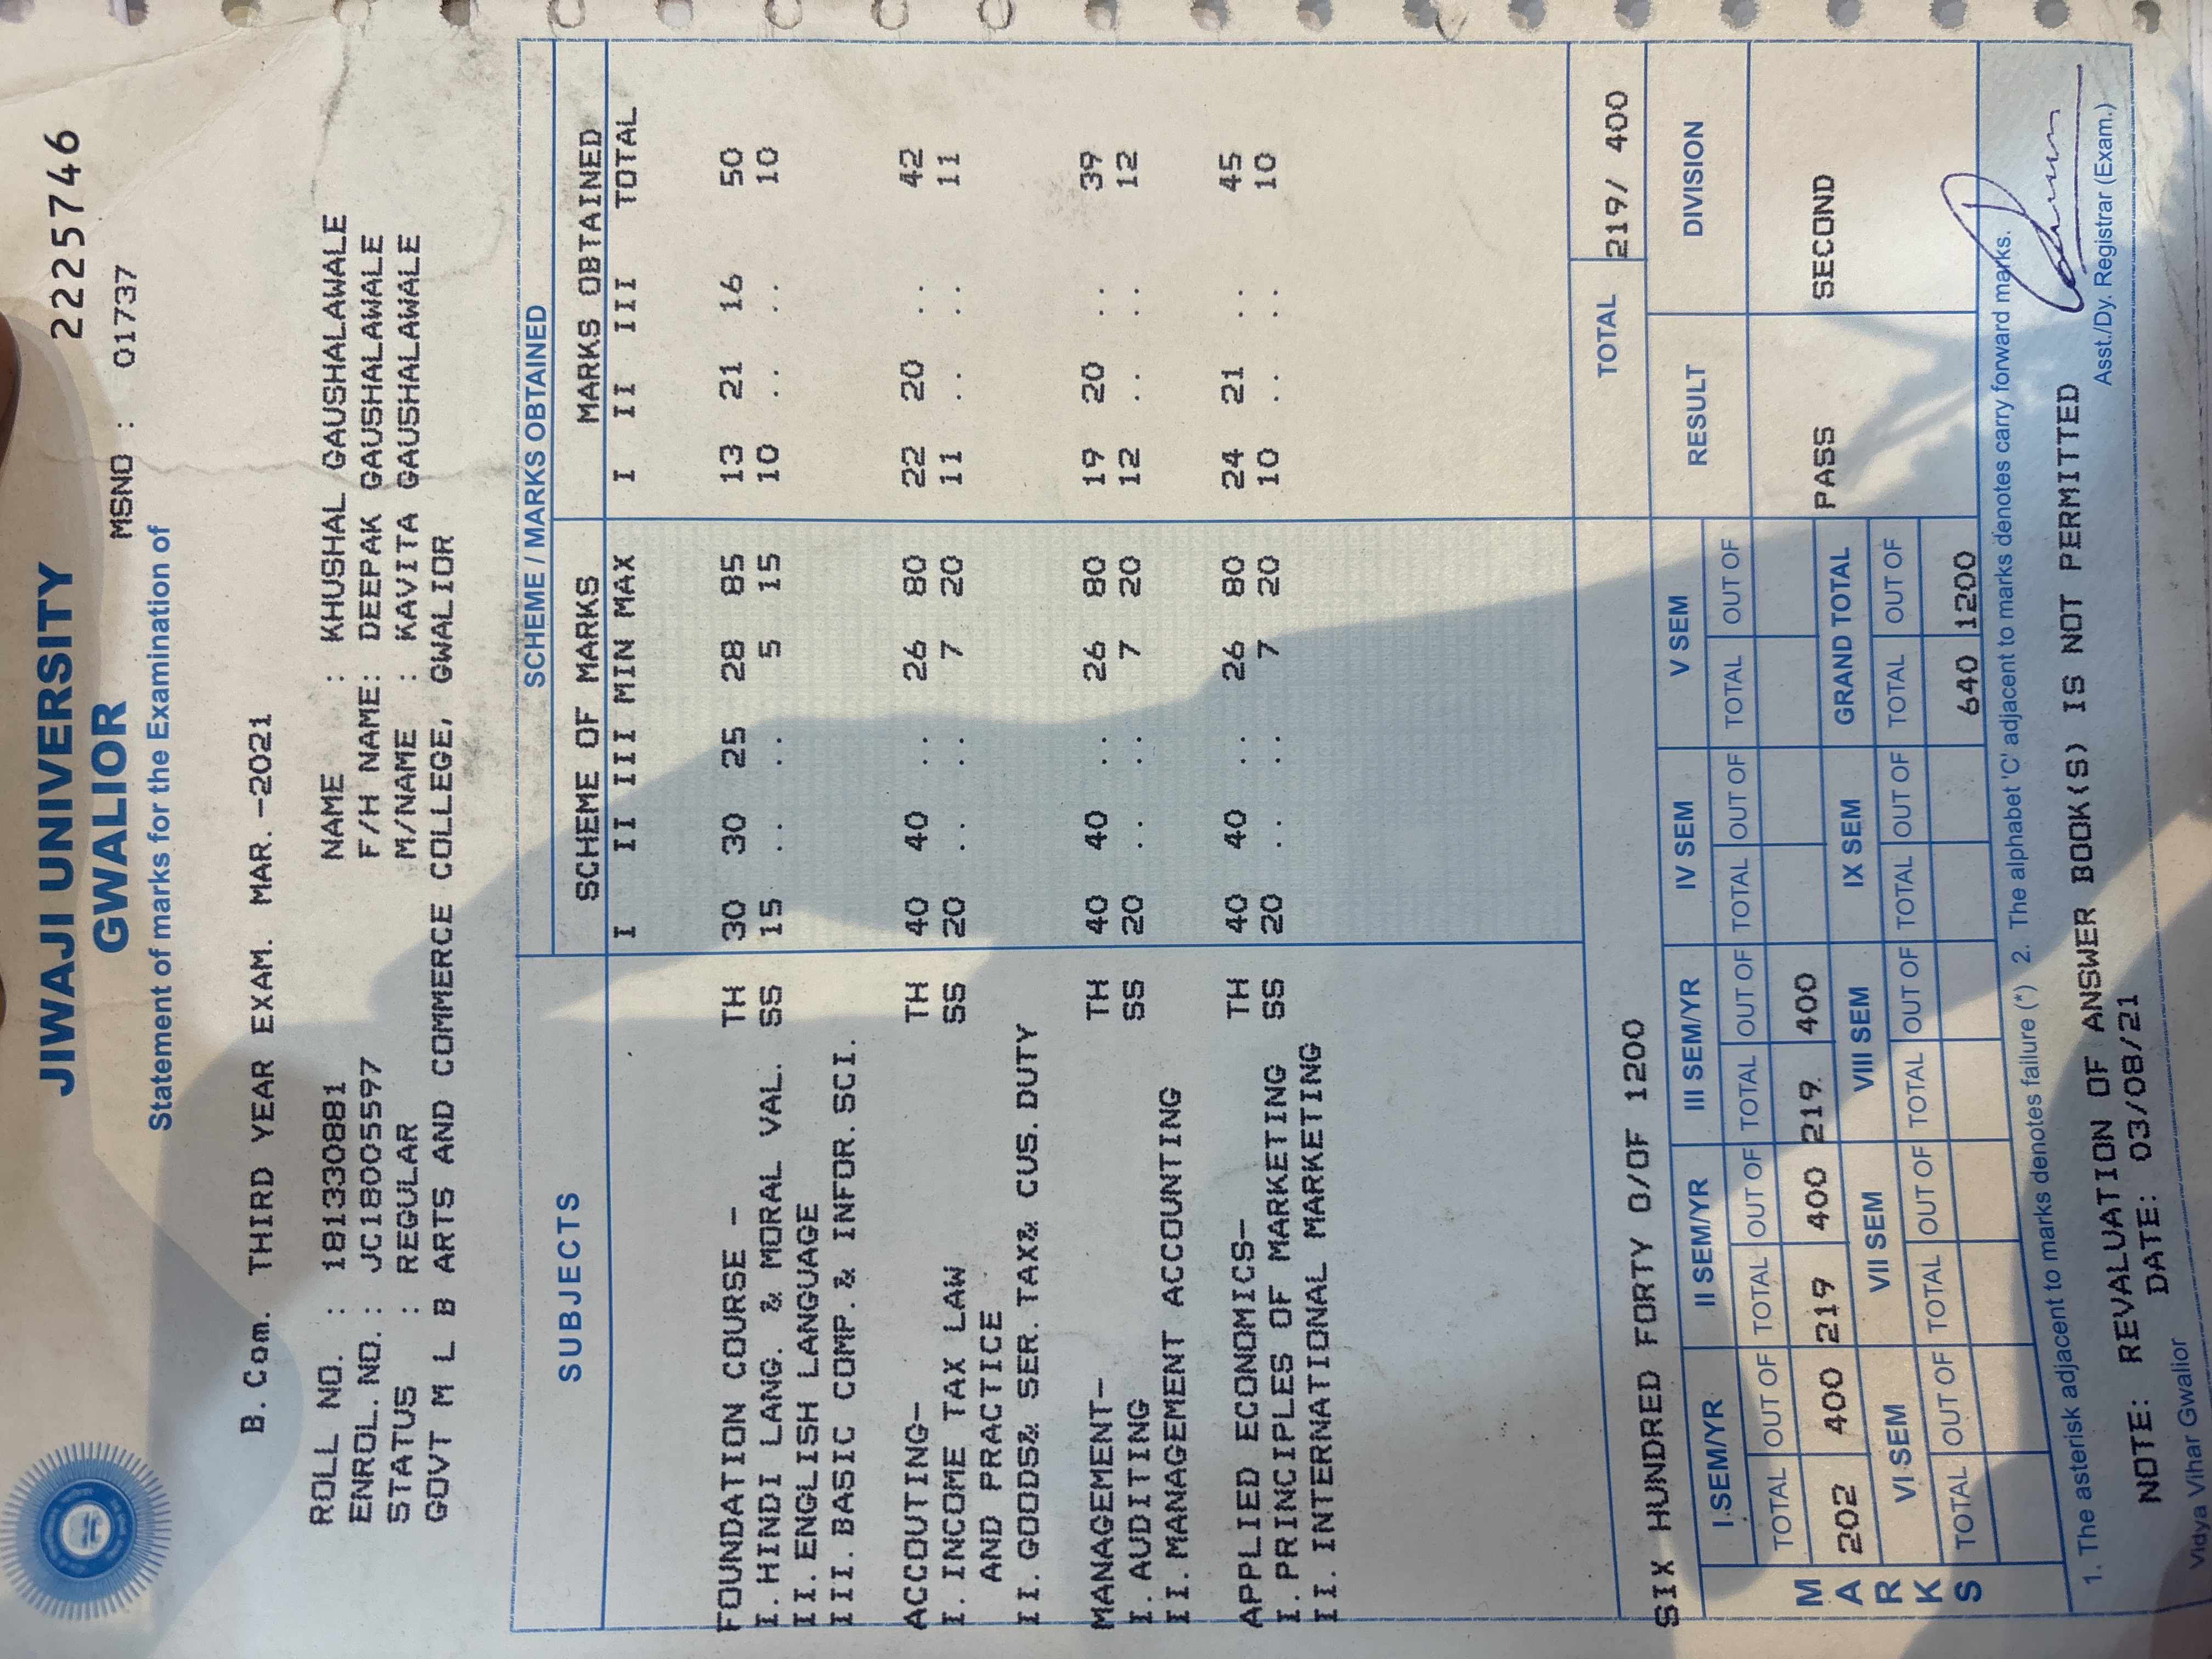 JIWAJI UNIVERSITY
2225746
GWALIOR
MSNO : 01737
Statement of marks for the Examination of
B.Com. THIRD YEAR EXAM. MAR.-2021
ROLL NO. : 181330881 NAME : KHUSHAL GAUSHALAWALE
ENROL.NO. : JC18005597 F/H NAME: DEEPAK GAUSHALAWALE
STATUS : REGULAR M/NAME : KAVITA GAUSHALAWALE
GOVT M L B ARTS AND COMMERCE COLLEGE, GWALIOR
SUBJECTS SCHEME / MARKS OBTAINED
SCHEME OF MARKS MARKS OBTAINED
I II III MIN MAX I II III TOTAL
FOUNDATION COURSE - TH 30 30 25 28 85 13 21 16 50
I.HINDI LANG. & MORAL VAL. SS 15 .. .. 5 15 10 .. .. 10
II.ENGLISH LANGUAGE
III.BASIC COMP.& INFOR.SCI.
ACCOUTING- TH 40 40 .. 26 80 22 20 .. 42
I.INCOME TAX LAW SS 20 .. .. 7 20 11 .. .. 11
AND PRACTICE
II.GOODS& SER.TAX& CUS.DUTY
MANAGEMENT- TH 40 40 .. 26 80 19 20 .. 39
I.AUDITING SS 20 .. .. 7 20 12 .. .. 12
II.MANAGEMENT ACCOUNTING
APPLIED ECONOMICS- TH 40 40 .. 26 80 24 21 .. 45
I.PRINCIPLES OF MARKETING SS 20 .. .. 7 20 10 .. .. 10
II.INTERNATIONAL MARKETING
TOTAL 219/ 400
SIX HUNDRED FORTY O/OF 1200
I SEM/YR II SEM/YR III SEM/YR IV SEM V SEM RESULT DIVISION
TOTAL OUT OF TOTAL OUT OF TOTAL OUT OF TOTAL OUT OF TOTAL OUT OF
MARKS 202 400 219 400 219 400 PASS SECOND
VI SEM VII SEM VIII SEM IX SEM GRAND TOTAL
TOTAL OUT OF TOTAL OUT OF TOTAL OUT OF TOTAL OUT OF TOTAL OUT OF
640 1200
1. The asterisk adjacent to marks denotes failure (*) 2. The alphabet 'C' adjacent to marks denotes carry forward marks.
NOTE: REVALUATION OF ANSWER BOOK(S) IS NOT PERMITTED
Asst./Dy. Registrar (Exam.)
DATE: 03/08/21
Vidya Vihar Gwalior